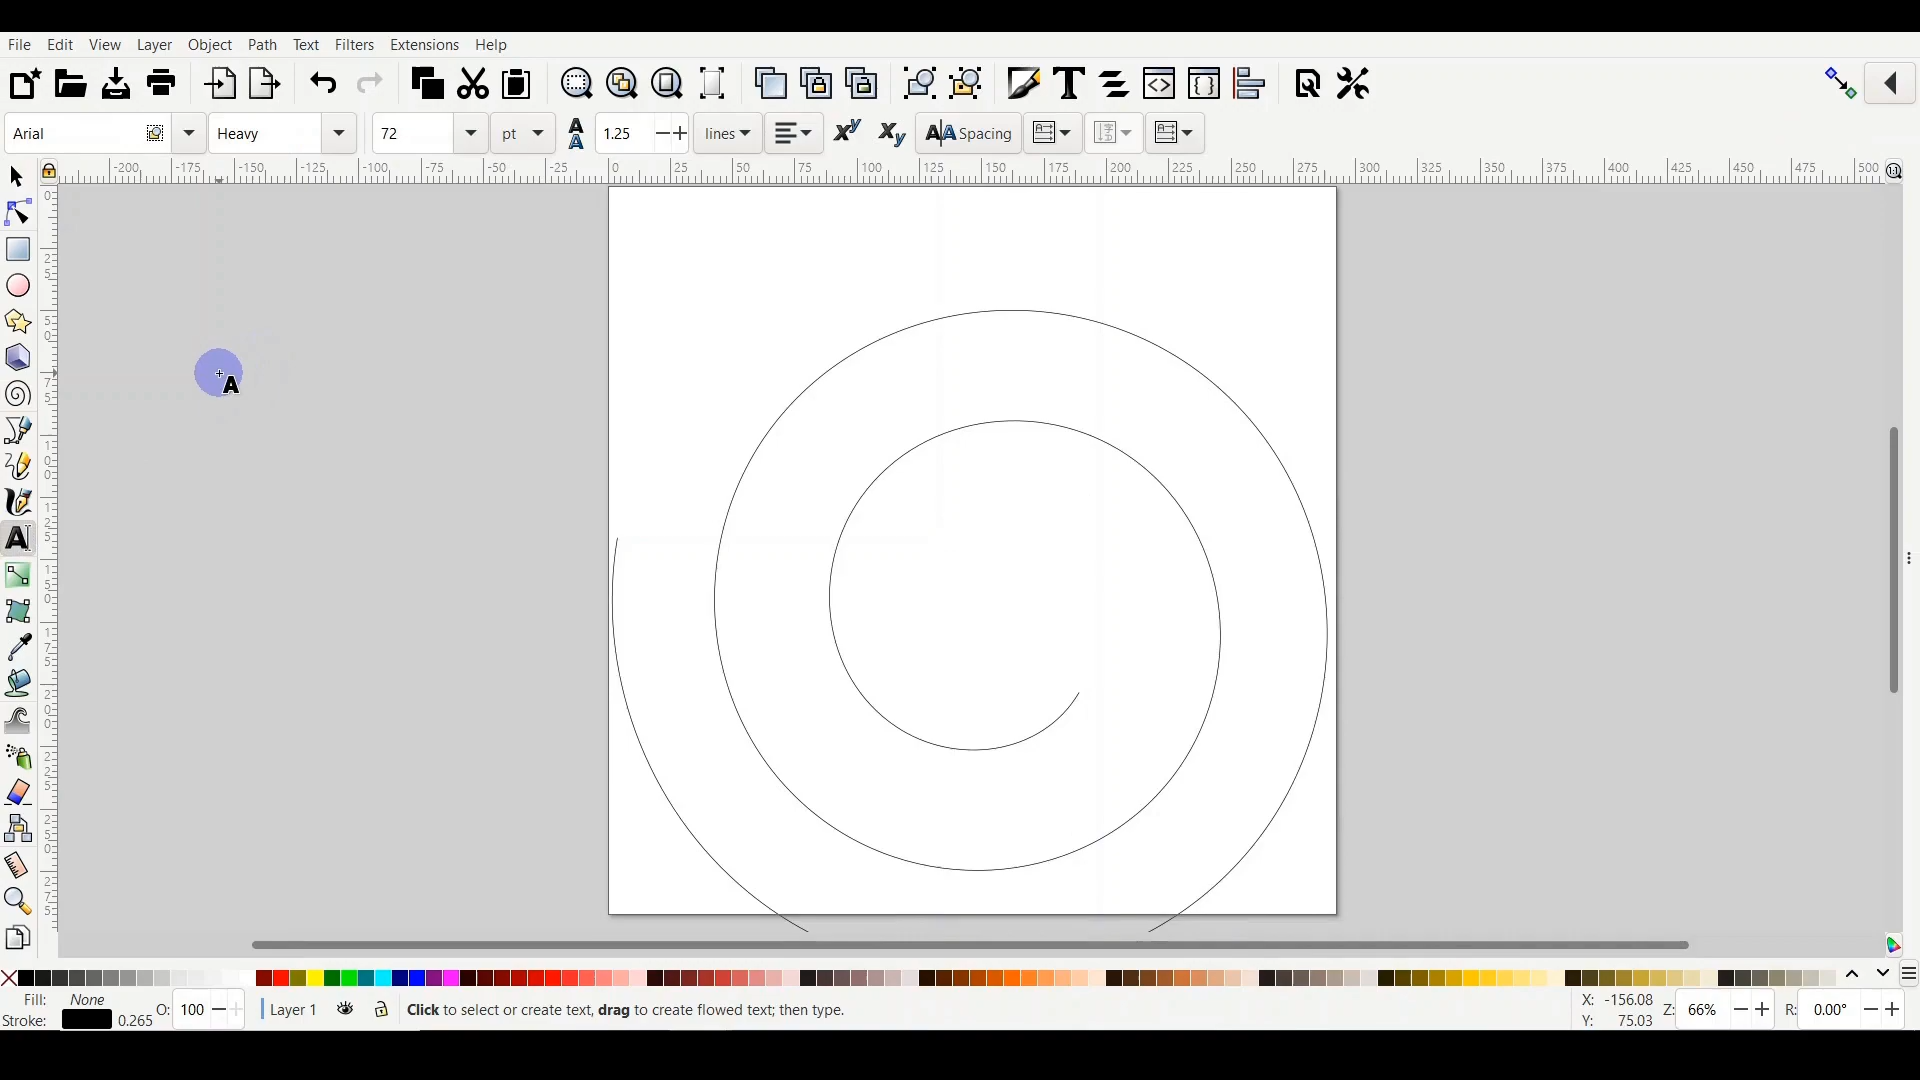 File Edit View Layer Object Path Text Filters Extensions Help
Arial Heavy 72 pt 1.25 lines Spacing
-200 -175 -150 -125 -100 -75 -50 -25 0 25 50 75 100 125 150 175 200 225 250 275 300 325 350 375 400 425 450 475 500
Fill: None O: 100 Layer 1 Click to select or create text, drag to create flowed text; then type. X: -156.08 Z: 66% R: 0.00°
Stroke: 0.265 Y: 75.03